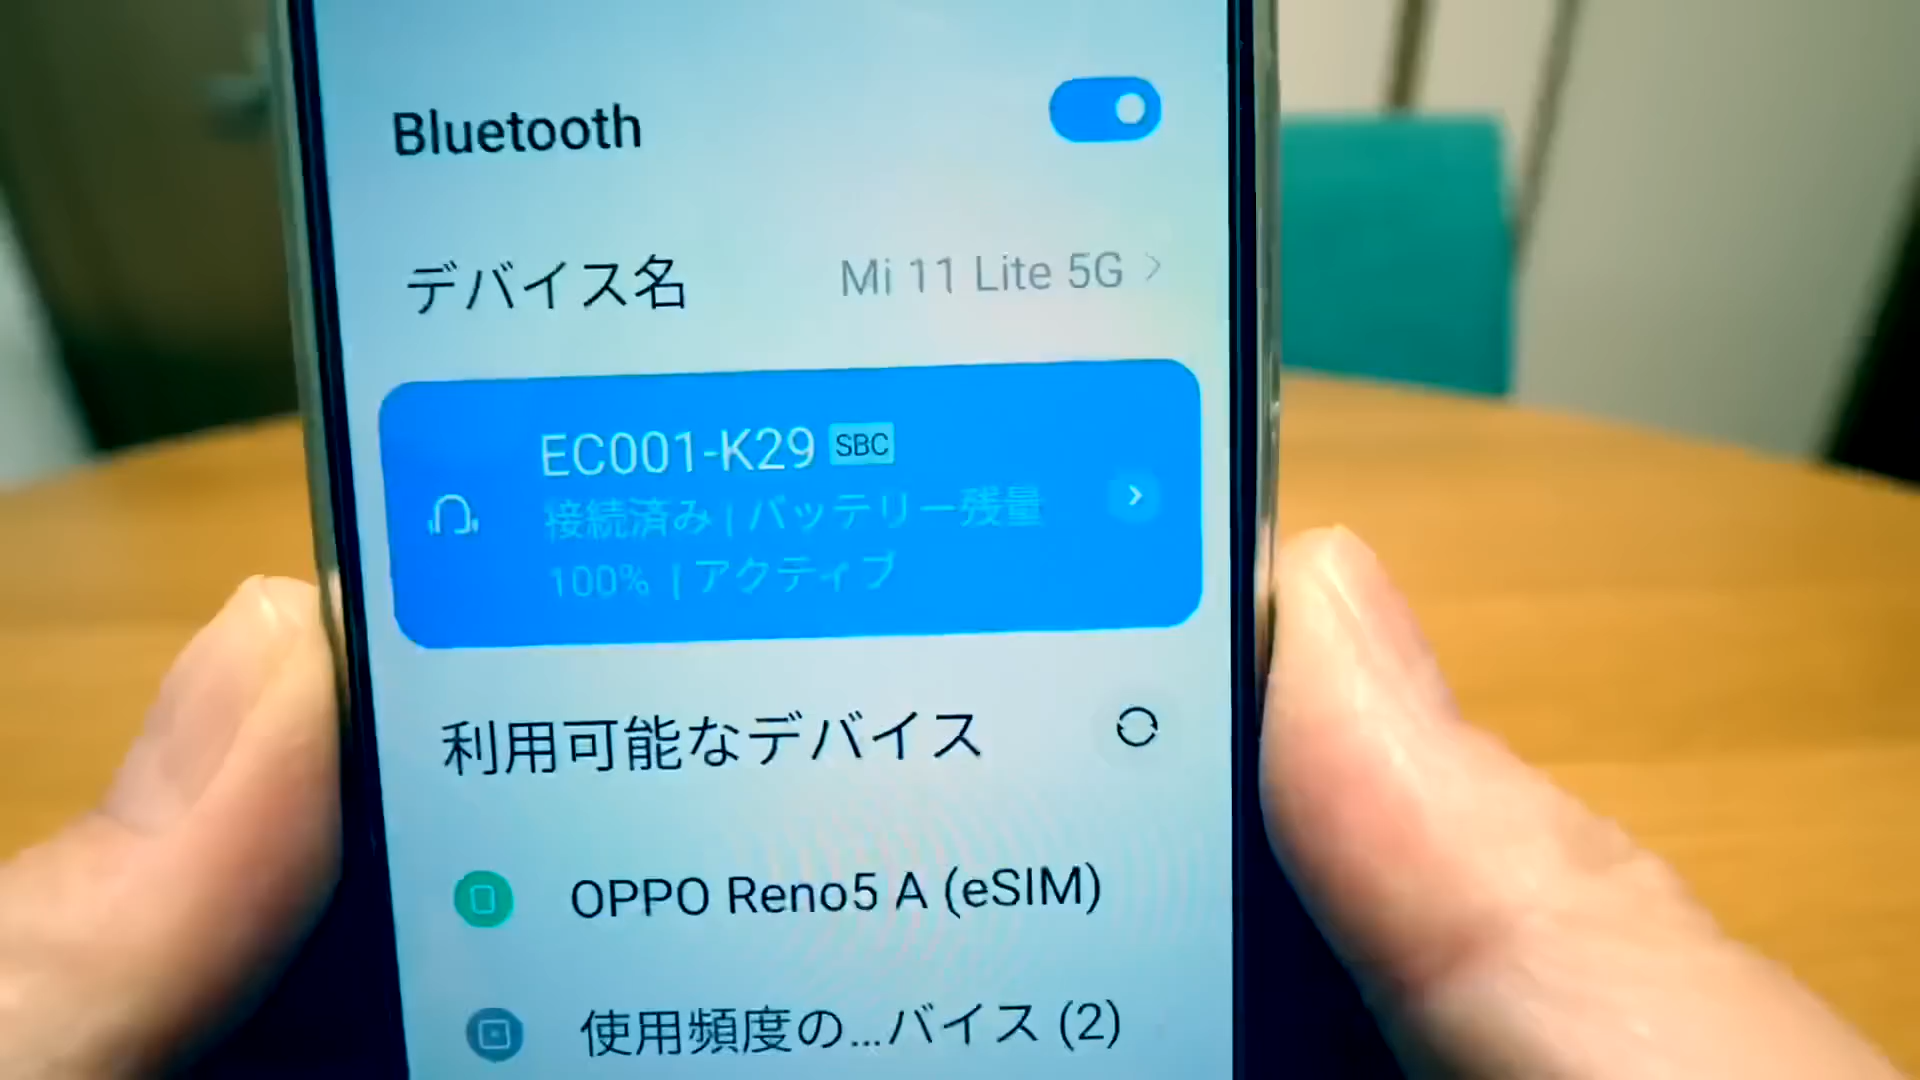 Bluetooth
デバイス名 Mi 11 Lite 5G
EC001-K29 SBC
接続済み | バッテリー残量
100% | アクティブ
利用可能なデバイス
OPPO Reno5 A (eSIM)
使用頻度の...バイス (2)